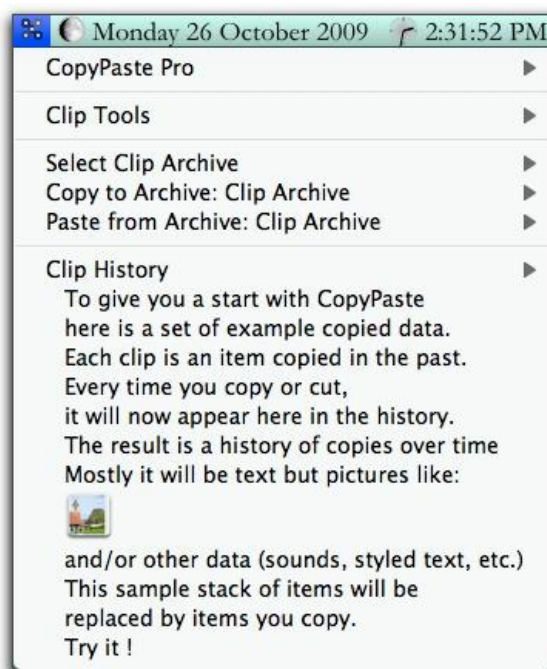 Monday 26 October 2009 2:31:52 PM
CopyPaste Pro
Clip Tools
Select Clip Archive
Copy to Archive: Clip Archive
Paste from Archive: Clip Archive
Clip History
To give you a start with CopyPaste
here is a set of example copied data.
Each clip is an item copied in the past.
Every time you copy or cut,
it will now appear here in the history.
The result is a history of copies over time
Mostly it will be text but pictures like:
and/or other data (sounds, styled text, etc.)
This sample stack of items will be
replaced by items you copy.
Try it !